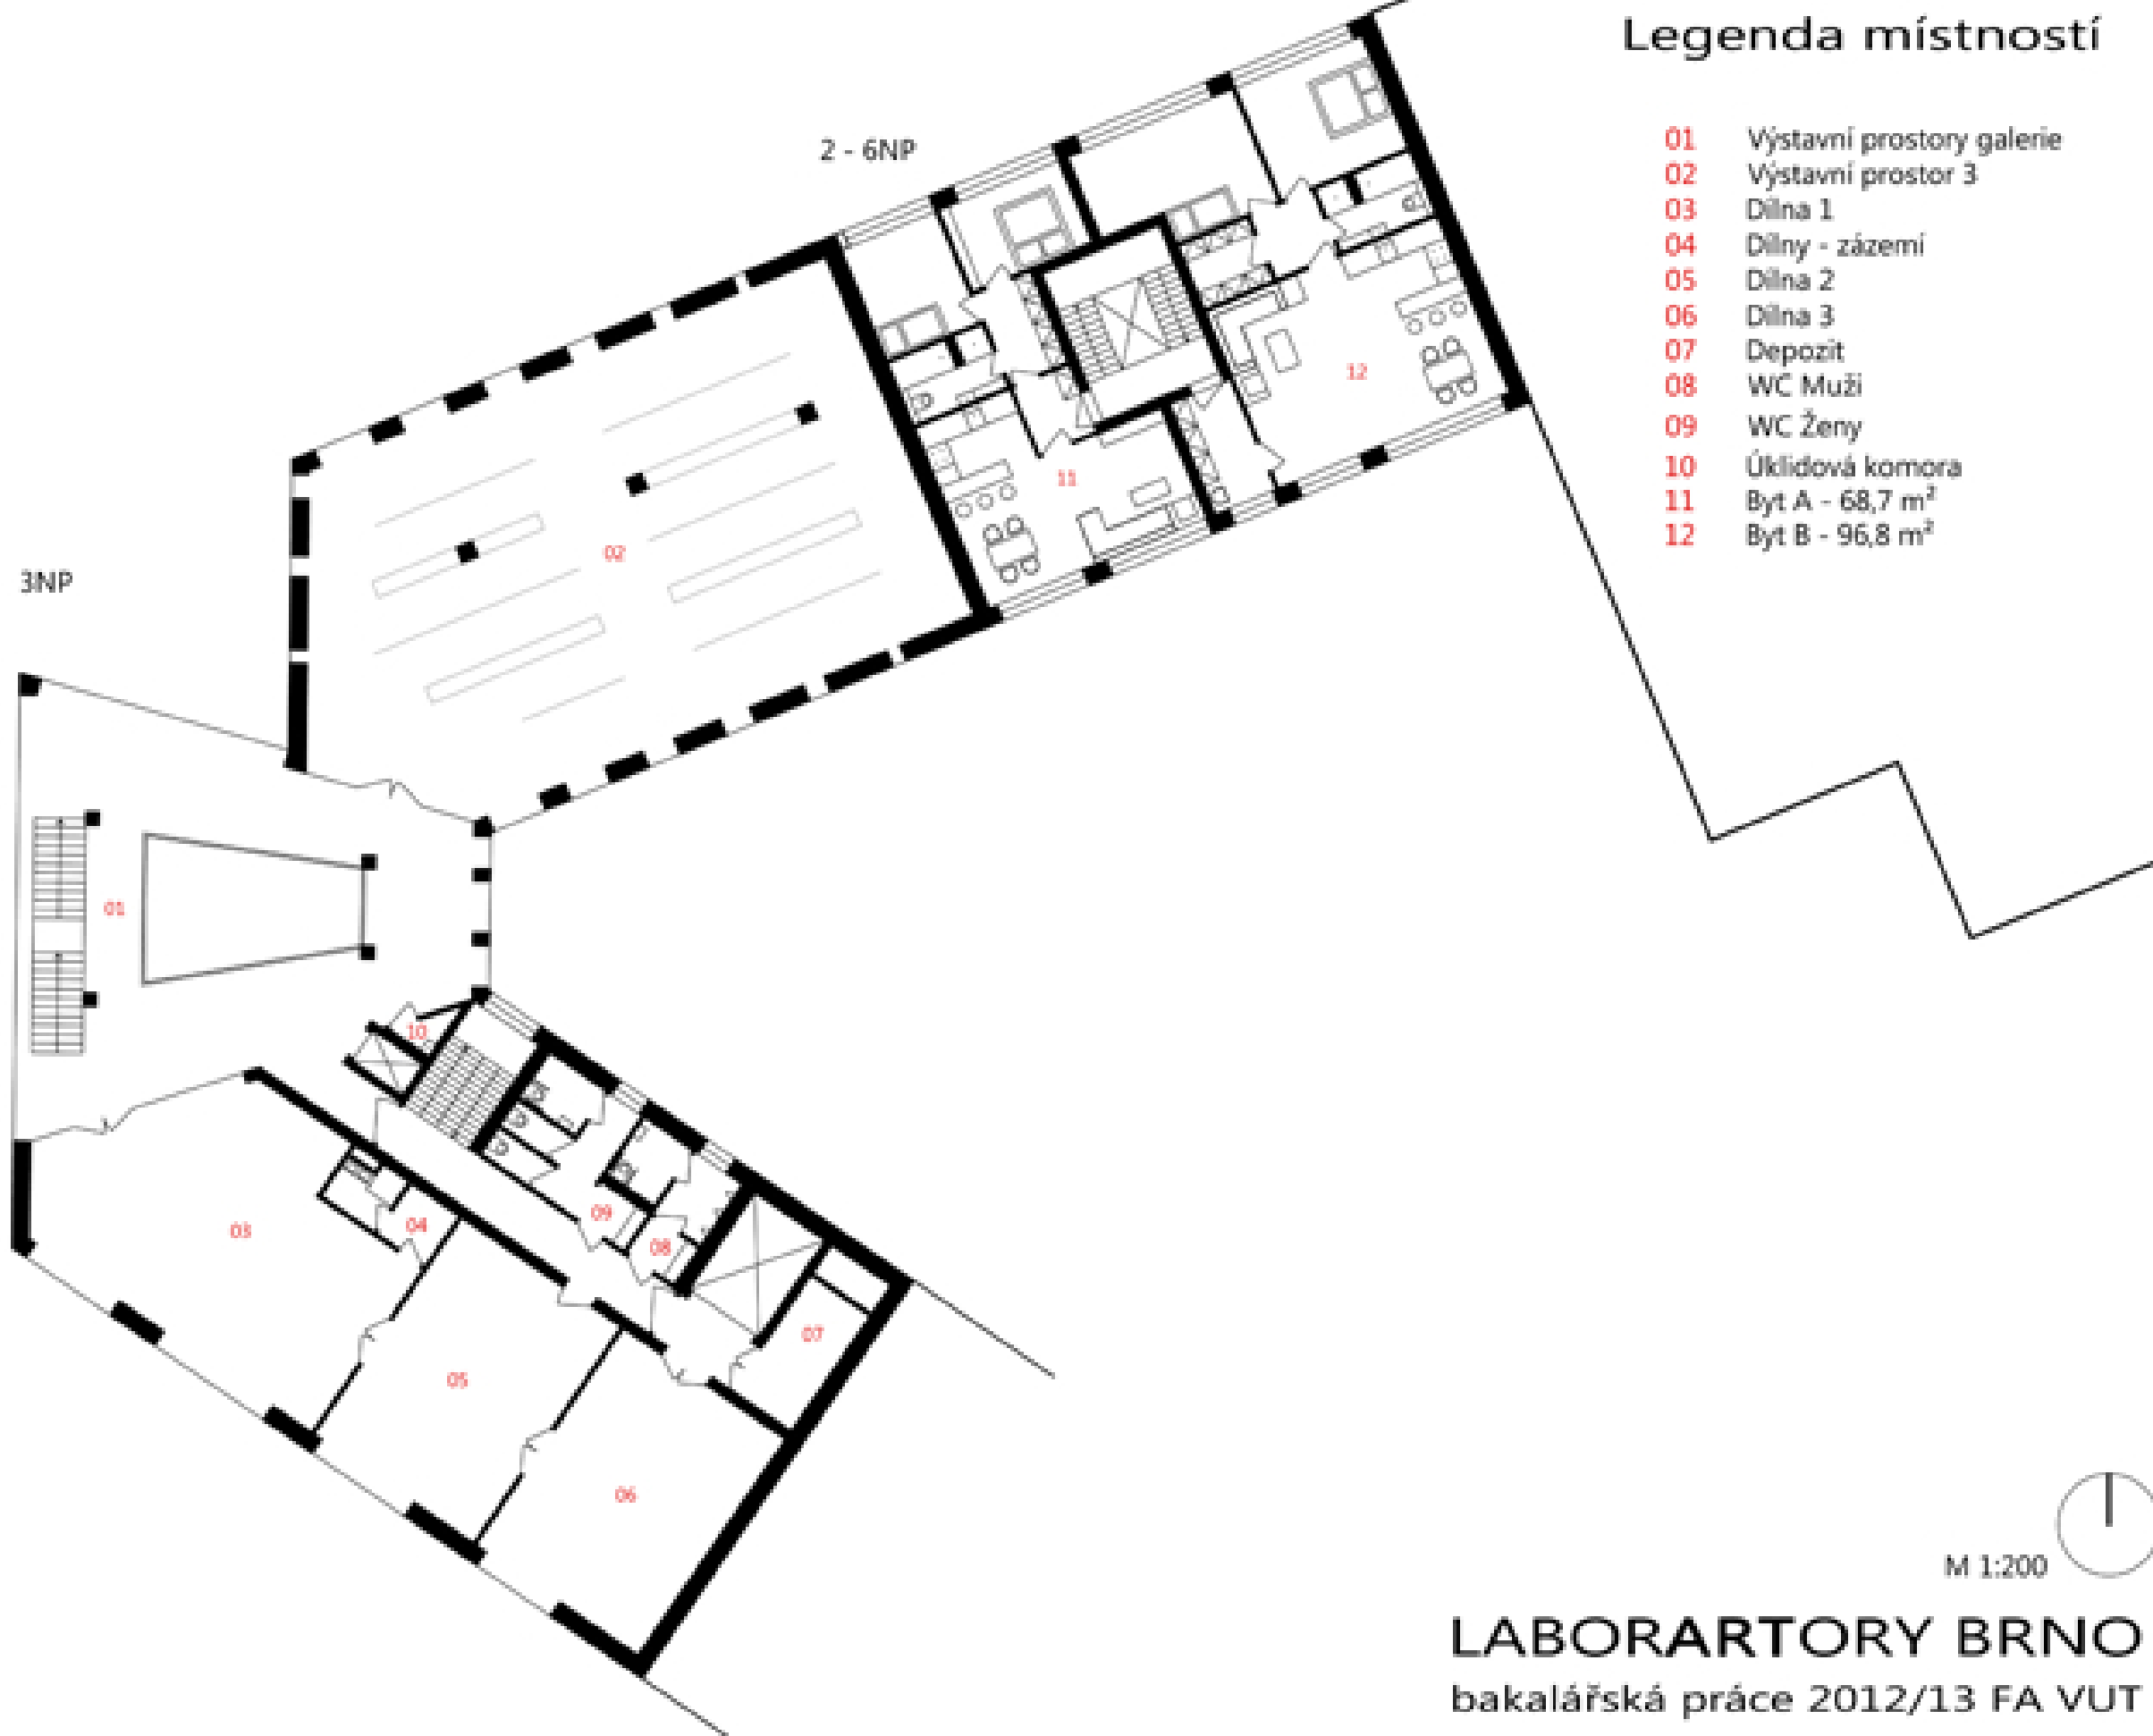 Legenda místností
01 Výstavní prostory galerie
02 Výstavní prostor 3
03 Dílna 1
04 Dílny - zázemí
05 Dílna 2
06 Dílna 3
07 Depozit
08 WC Muži
09 WC Ženy
10 Úklidová komora
11 Byt A - 68,7 m²
12 Byt B - 96,8 m²
2 - 6NP
12
11
02
3NP
01
10
03
04
09
08
07
05
06
M 1:200
LABORARTORY BRNO
bakalářská práce 2012/13 FA VUT